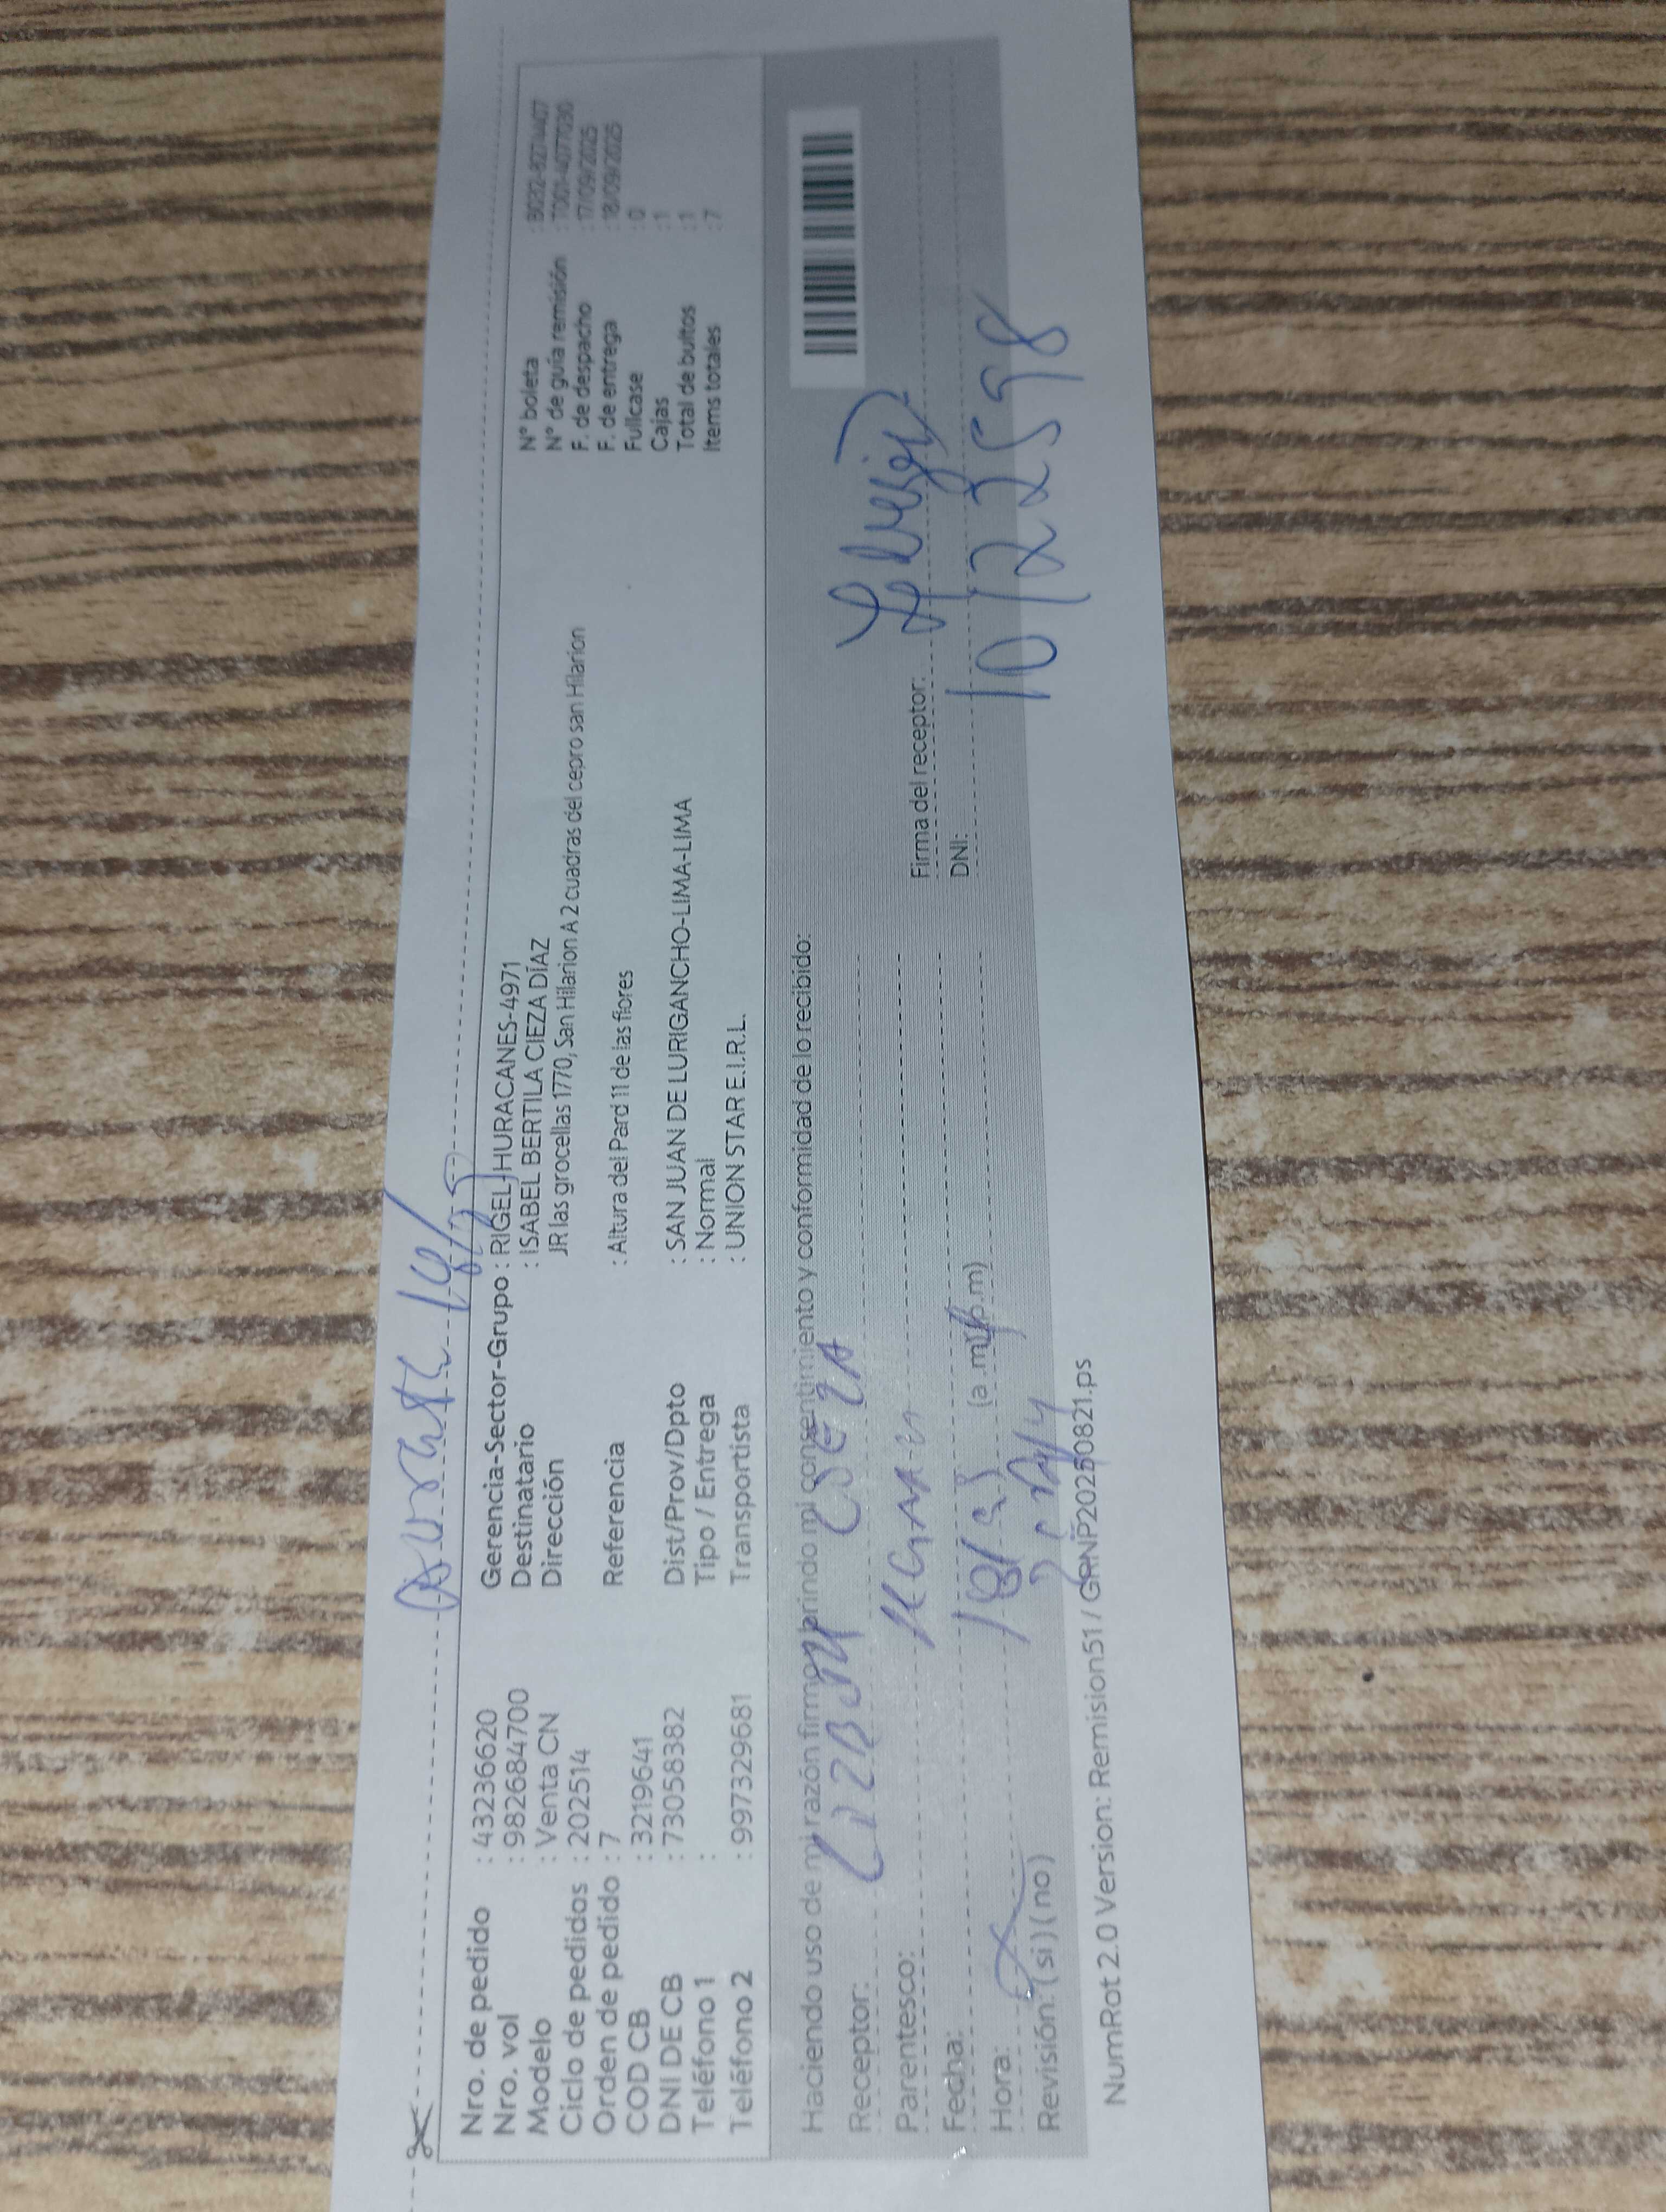 Nro. de pedido : 43236620
Nro. vol : 982684700
Modelo : Venta CN
Ciclo de pedidos : 202514
Orden de pedido : 7
COD CB : 3219641
DNI DE CB : 73058382
Teléfono 1 :
Teléfono 2 : 997329681
Gerencia-Sector-Grupo : RIGEL-HURACANES-4971
Destinatario : ISABEL BERTILA CIEZA DÍAZ
Dirección JR las grocellas 1770, San Hilarion A 2 cuadras del cepro san Hilarion
Referencia : Altura del Pard 11 de las flores
Dist/Prov/Dpto : SAN JUAN DE LURIGANCHO-LIMA-LIMA
Tipo / Entrega : Normal
Transportista : UNION STAR E.I.R.L.
N° boleta
N° de guía remisión
F. de despacho : 17/09/2025
F. de entrega : 18/09/2025
Fullcase : 0
Cajas : 1
Total de bultos : 1
Items totales : 7
Haciendo uso de mi razón firmo brindo mi consentimiento y conformidad de lo recibido:
Receptor:
Parentesco:
Fecha: 18/9
Hora: (a.m)(p.m)
Revisión: (si) (no)
Firma del receptor:
DNI: 10122598
NumRot 2.0 Version: Remision51 / GRNP20250821.ps